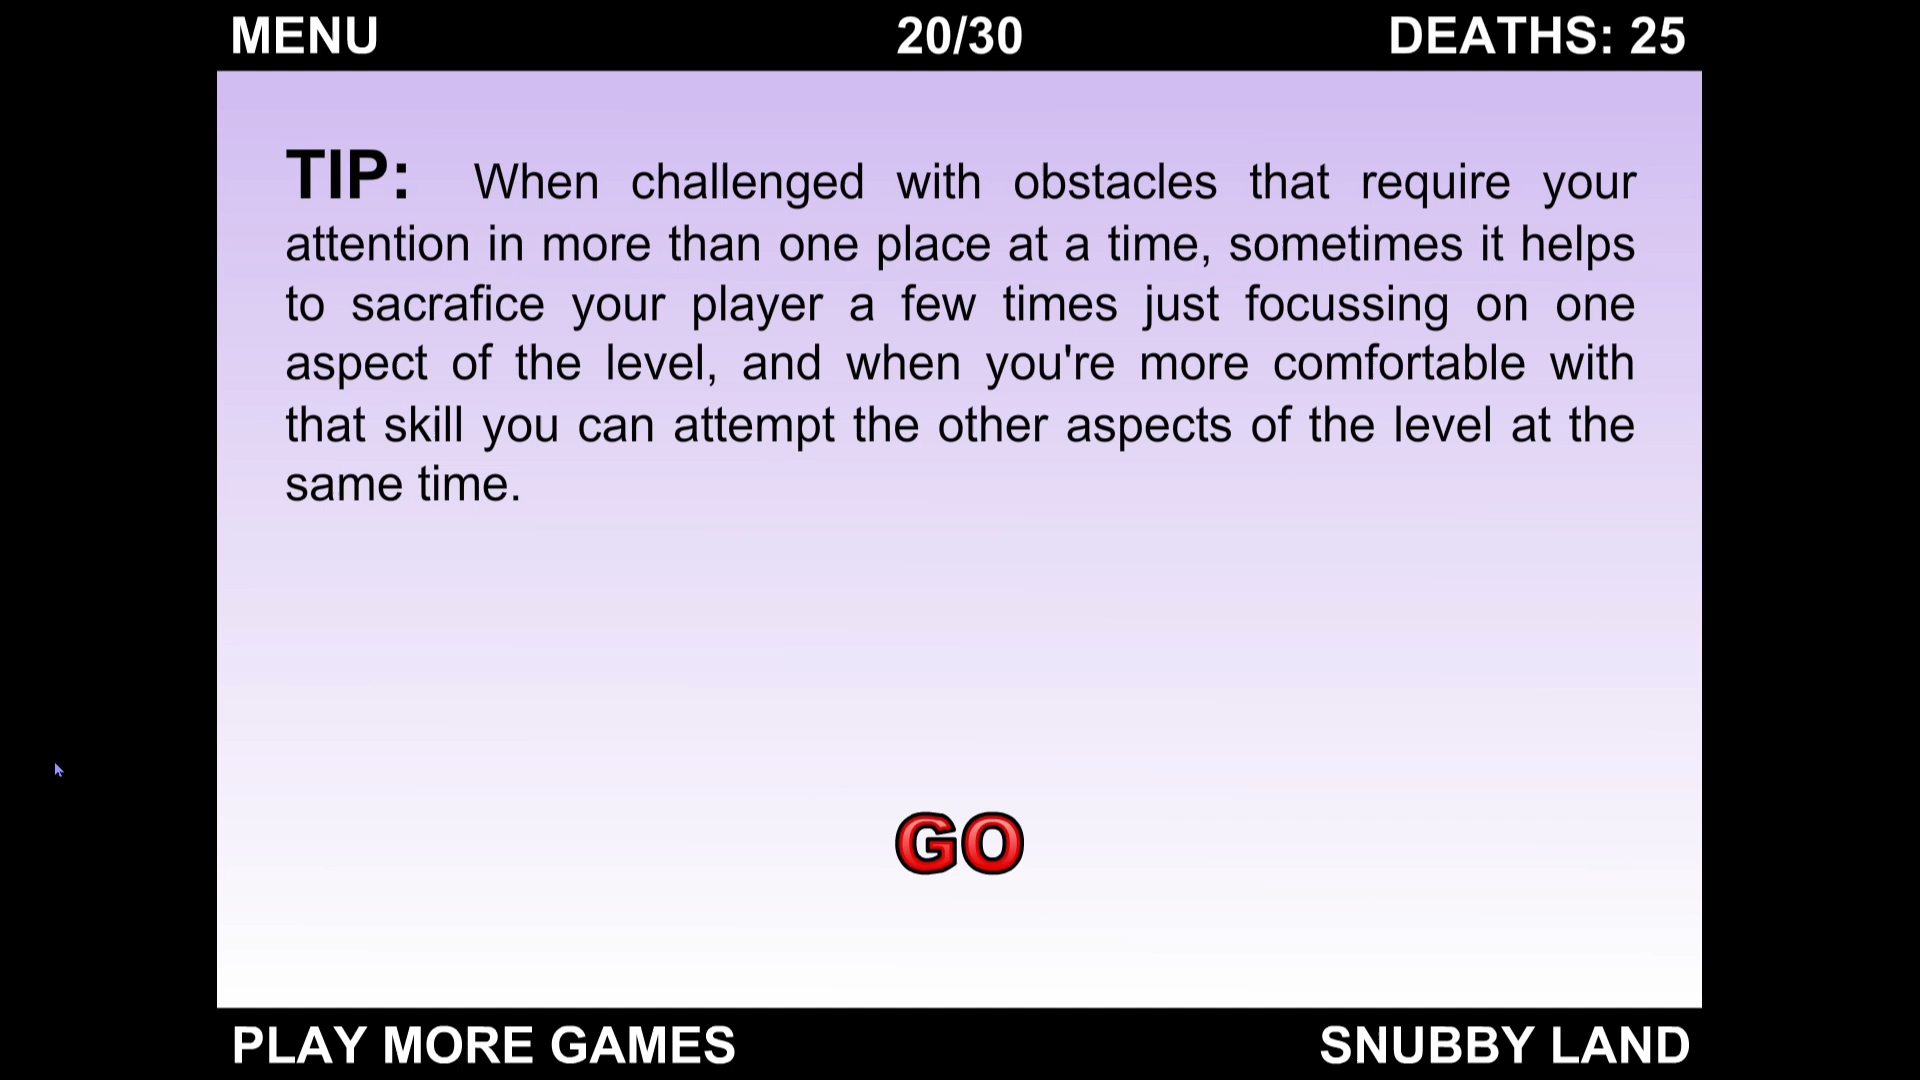 MENU 20/30 DEATHS: 25
TIP: When challenged with obstacles that require your
attention in more than one place at a time, sometimes it helps
to sacrafice your player a few times just focussing on one
aspect of the level, and when you're more comfortable with
that skill you can attempt the other aspects of the level at the
same time.
GO
PLAY MORE GAMES SNUBBY LAND